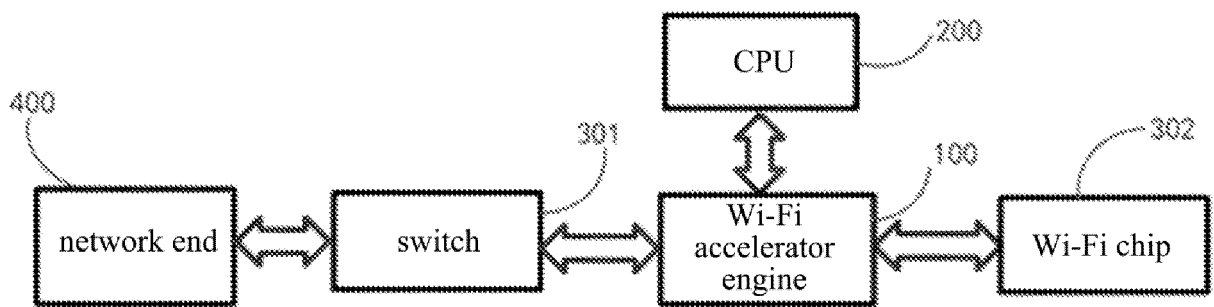 200
CPU
400
301
302
100
network end
switch
Wi-Fi
accelerator
engine
Wi-Fi chip